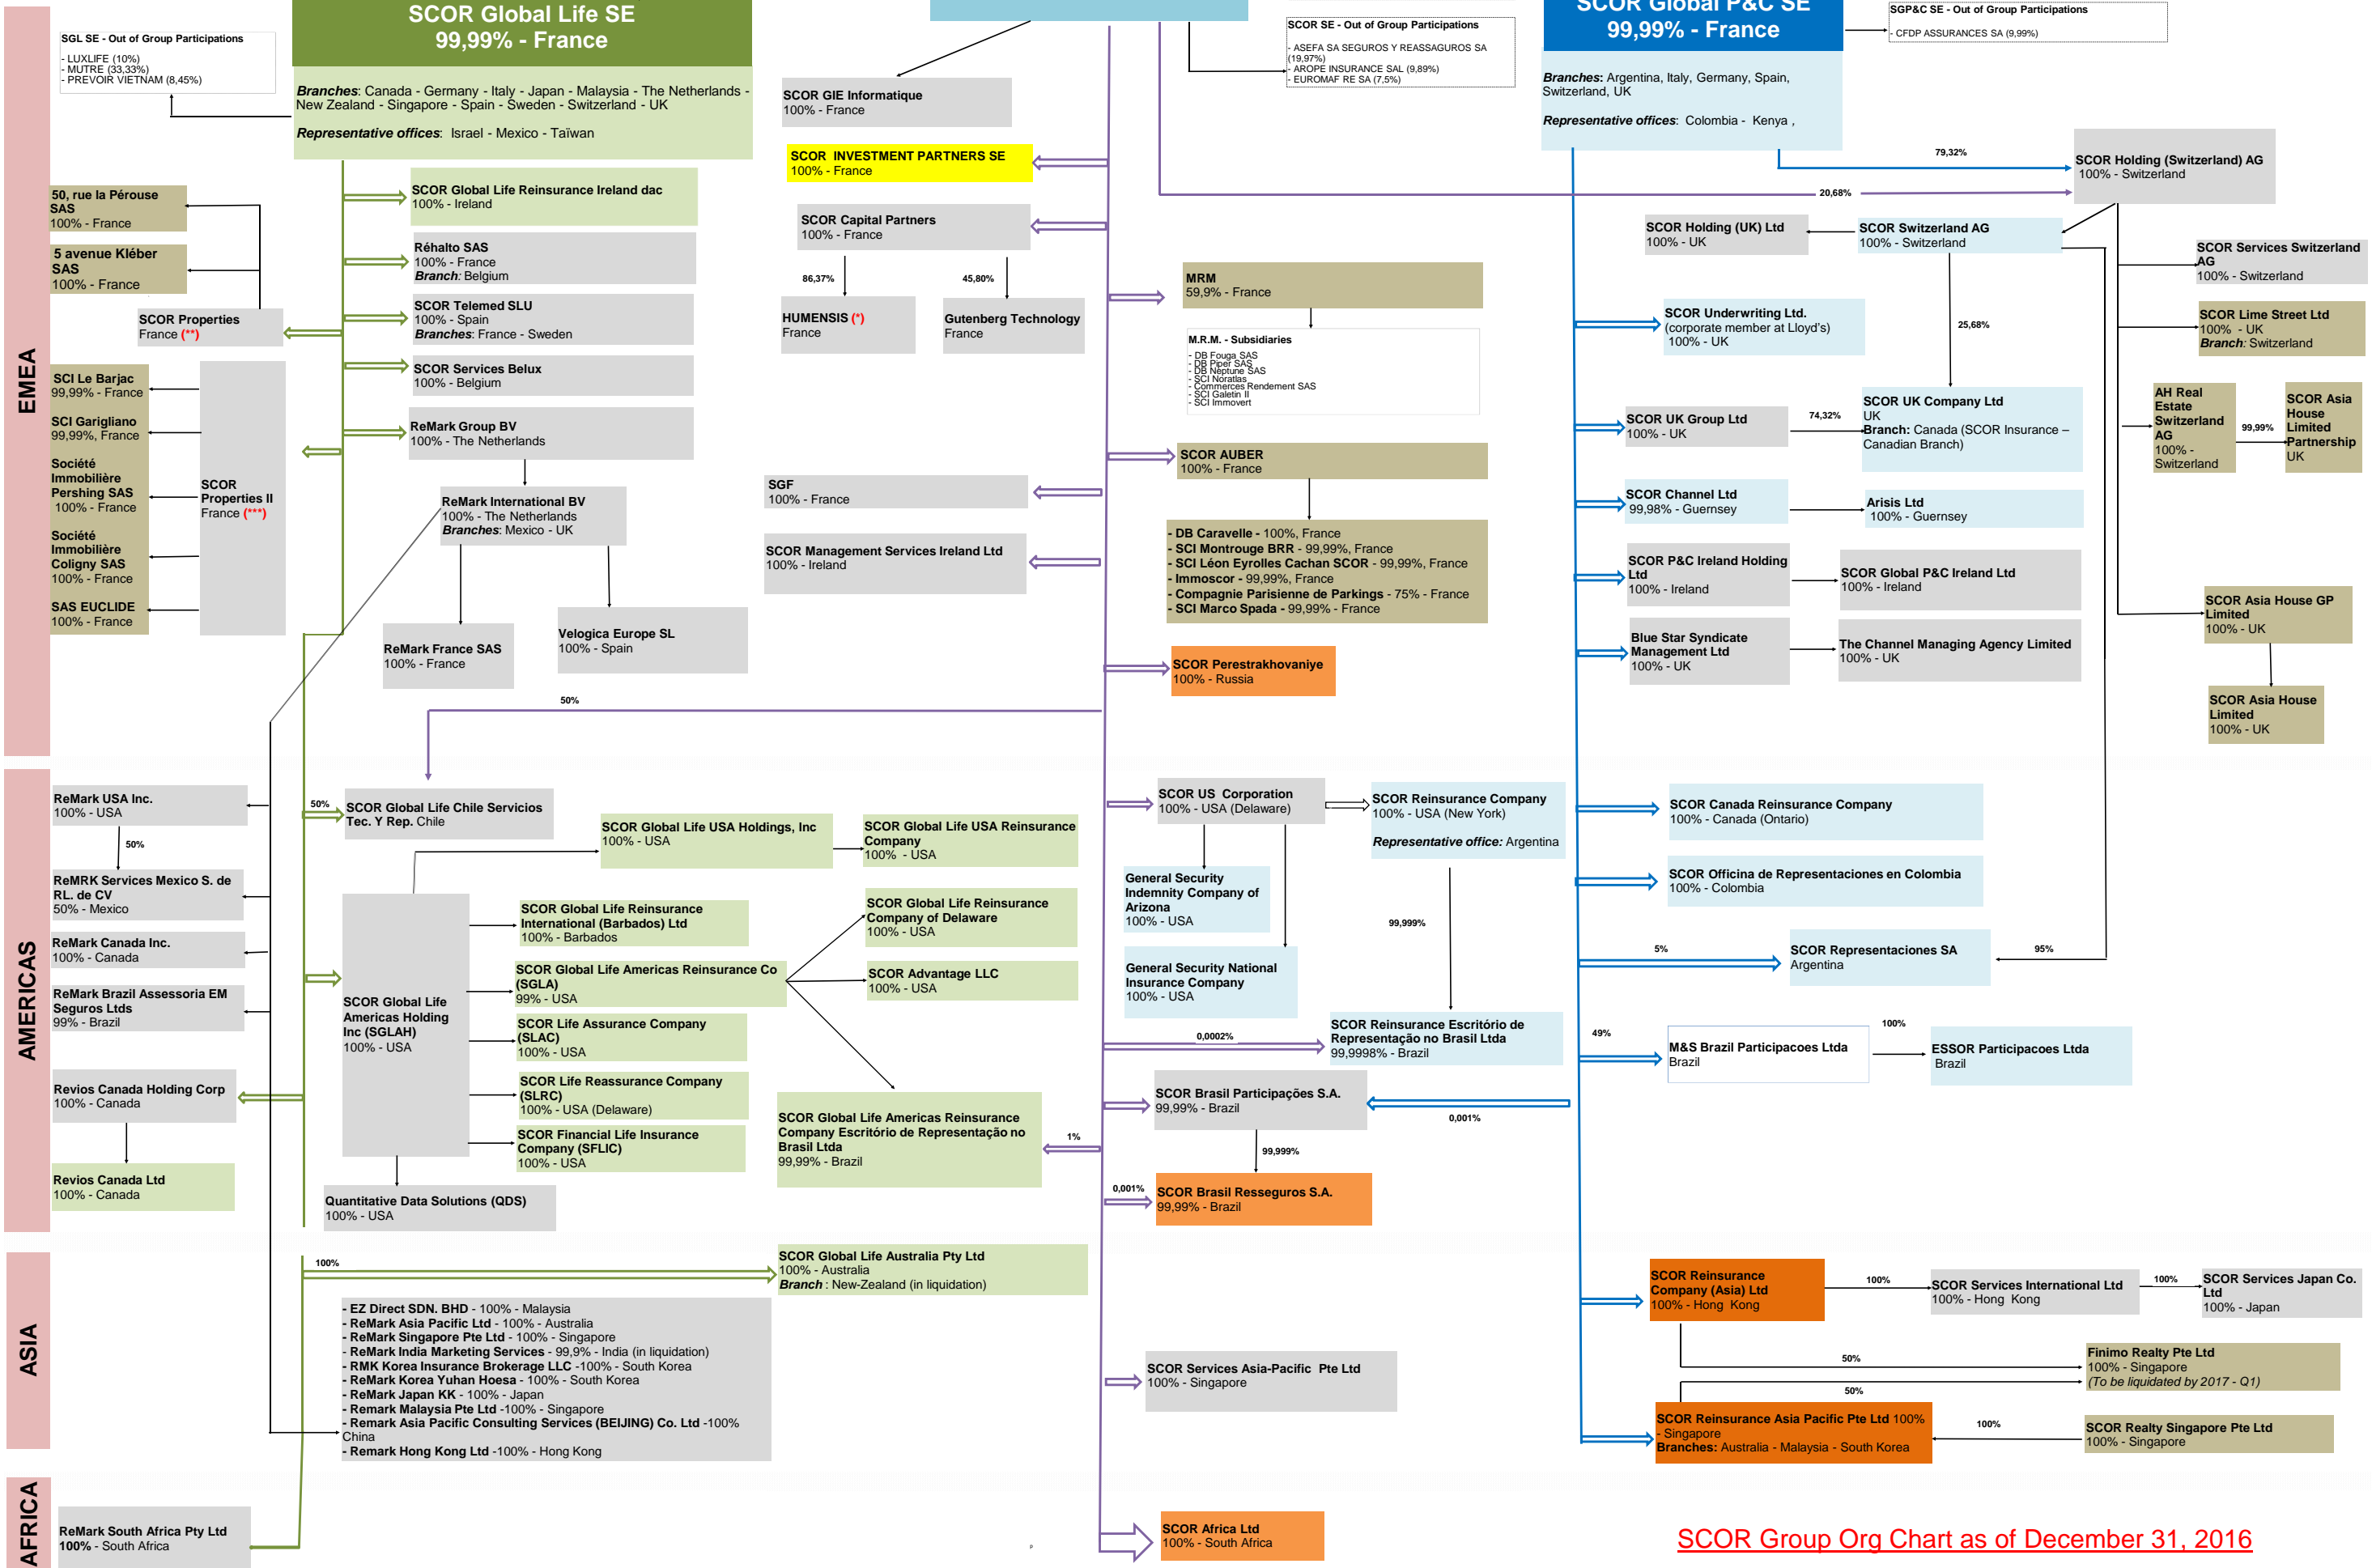 SCOR Global Life SE
99,99% - France
SCOR Global P&C SE
99,99% - France
SGL SE - Out of Group Participations
- LUXLIFE (10%)
- MUTRE (33,33%)
- PREVOIR VIETNAM (8,45%)
SCOR SE - Out of Group Participations
- ASEFA SA SEGUROS Y REASSAGUROS SA
(19,97%)
- AROPE INSURANCE SAL (9,89%)
- EUROMAF RE SA (7,5%)
SGP&C SE - Out of Group Participations
- CFDP ASSURANCES SA (9,99%)
Branches: Canada - Germany - Italy - Japan - Malaysia - The Netherlands -
New Zealand - Singapore - Spain - Sweden - Switzerland - UK
Representative offices: Israel - Mexico - Taïwan
Branches: Argentina, Italy, Germany, Spain,
Switzerland, UK
Representative offices: Colombia - Kenya ,
EMEA
SCOR GIE Informatique
100% - France
SCOR INVESTMENT PARTNERS SE
100% - France
SCOR Capital Partners
100% - France
86,37%
45,80%
HUMENSIS (*)
France
Gutenberg Technology
France
79,32%
20,68%
SCOR Holding (Switzerland) AG
100% - Switzerland
50, rue la Pérouse
SAS
100% - France
5 avenue Kléber
SAS
100% - France
SCOR Properties
France (**)
SCI Le Barjac
99,99% - France
SCI Garigliano
99,99%, France
Société
Immobilière
Pershing SAS
100% - France
Société
Immobilière
Coligny SAS
100% - France
SAS EUCLIDE
100% - France
SCOR
Properties II
France (***)
SCOR Global Life Reinsurance Ireland dac
100% - Ireland
Réhalto SAS
100% - France
Branch: Belgium
SCOR Telemed SLU
100% - Spain
Branches: France - Sweden
SCOR Services Belux
100% - Belgium
ReMark Group BV
100% - The Netherlands
ReMark International BV
100% - The Netherlands
Branches: Mexico - UK
ReMark France SAS
100% - France
Velogica Europe SL
100% - Spain
MRM
59,9% - France
M.R.M. - Subsidiaries
- DB Fouga SAS
- DB Piper SAS
- DB Neptune SAS
- SCI Noratlas
- Commerces Rendement SAS
- SCI Galetin II
- SCI Immovert
SCOR AUBER
100% - France
- DB Caravelle - 100%, France
- SCI Montrouge BRR - 99,99%, France
- SCI Léon Eyrolles Cachan SCOR - 99,99%, France
- Immoscor - 99,99%, France
- Compagnie Parisienne de Parkings - 75% - France
- SCI Marco Spada - 99,99% - France
SGF
100% - France
SCOR Management Services Ireland Ltd
100% - Ireland
SCOR Perestrakhovaniye
100% - Russia
50%
SCOR Holding (UK) Ltd
100% - UK
SCOR Switzerland AG
100% - Switzerland
25,68%
SCOR Services Switzerland
AG
100% - Switzerland
SCOR Lime Street Ltd
100% - UK
Branch: Switzerland
SCOR Underwriting Ltd.
(corporate member at Lloyd's)
100% - UK
SCOR UK Group Ltd
100% - UK
74,32%
SCOR UK Company Ltd
UK
Branch: Canada (SCOR Insurance –
Canadian Branch)
AH Real
Estate
Switzerland
AG
100% -
Switzerland
99,99%
SCOR Asia
House
Limited
Partnership
UK
SCOR Channel Ltd
99,98% - Guernsey
Arisis Ltd
100% - Guernsey
SCOR P&C Ireland Holding
Ltd
100% - Ireland
SCOR Global P&C Ireland Ltd
100% - Ireland
Blue Star Syndicate
Management Ltd
100% - UK
The Channel Managing Agency Limited
100% - UK
SCOR Asia House GP
Limited
100% - UK
SCOR Asia House
Limited
100% - UK
AMERICAS
ReMark USA Inc.
100% - USA
50%
ReMRK Services Mexico S. de
RL. de CV
50% - Mexico
ReMark Canada Inc.
100% - Canada
ReMark Brazil Assessoria EM
Seguros Ltds
99% - Brazil
Revios Canada Holding Corp
100% - Canada
Revios Canada Ltd
100% - Canada
50%
SCOR Global Life Chile Servicios
Tec. Y Rep. Chile
SCOR Global Life USA Holdings, Inc
100% - USA
SCOR Global Life USA Reinsurance
Company
100% - USA
SCOR Global Life
Americas Holding
Inc (SGLAH)
100% - USA
SCOR Global Life Reinsurance
International (Barbados) Ltd
100% - Barbados
SCOR Global Life Americas Reinsurance Co
(SGLA)
99% - USA
SCOR Life Assurance Company
(SLAC)
100% - USA
SCOR Life Reassurance Company
(SLRC)
100% - USA (Delaware)
SCOR Financial Life Insurance
Company (SFLIC)
100% - USA
Quantitative Data Solutions (QDS)
100% - USA
SCOR Global Life Reinsurance
Company of Delaware
100% - USA
SCOR Advantage LLC
100% - USA
SCOR Global Life Americas Reinsurance
Company Escritório de Representação no
Brasil Ltda
99,99% - Brazil
1%
SCOR US Corporation
100% - USA (Delaware)
SCOR Reinsurance Company
100% - USA (New York)
Representative office: Argentina
General Security
Indemnity Company of
Arizona
100% - USA
General Security National
Insurance Company
100% - USA
99,999%
0,0002%
SCOR Reinsurance Escritório de
Representação no Brasil Ltda
99,9998% - Brazil
SCOR Brasil Participações S.A.
99,99% - Brazil
0,001%
99,999%
0,001%
SCOR Brasil Resseguros S.A.
99,99% - Brazil
SCOR Canada Reinsurance Company
100% - Canada (Ontario)
SCOR Officina de Representaciones en Colombia
100% - Colombia
5%
SCOR Representaciones SA
Argentina
95%
49%
M&S Brazil Participacoes Ltda
Brazil
100%
ESSOR Participacoes Ltda
Brazil
ASIA
100%
SCOR Global Life Australia Pty Ltd
100% - Australia
Branch : New-Zealand (in liquidation)
- EZ Direct SDN. BHD - 100% - Malaysia
- ReMark Asia Pacific Ltd - 100% - Australia
- ReMark Singapore Pte Ltd - 100% - Singapore
- ReMark India Marketing Services - 99,9% - India (in liquidation)
- RMK Korea Insurance Brokerage LLC -100% - South Korea
- ReMark Korea Yuhan Hoesa - 100% - South Korea
- ReMark Japan KK - 100% - Japan
- Remark Malaysia Pte Ltd -100% - Singapore
- Remark Asia Pacific Consulting Services (BEIJING) Co. Ltd -100%
China
- Remark Hong Kong Ltd -100% - Hong Kong
SCOR Services Asia-Pacific Pte Ltd
100% - Singapore
SCOR Reinsurance
Company (Asia) Ltd
100% - Hong Kong
100%
SCOR Services International Ltd
100% - Hong Kong
100%
SCOR Services Japan Co.
Ltd
100% - Japan
50%
50%
Finimo Realty Pte Ltd
100% - Singapore
(To be liquidated by 2017 - Q1)
SCOR Reinsurance Asia Pacific Pte Ltd 100%
- Singapore
Branches: Australia - Malaysia - South Korea
100%
SCOR Realty Singapore Pte Ltd
100% - Singapore
AFRICA
ReMark South Africa Pty Ltd
100% - South Africa
SCOR Africa Ltd
100% - South Africa
SCOR Group Org Chart as of December 31, 2016